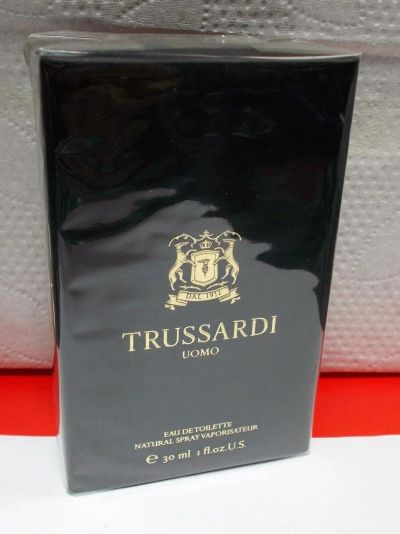 DAL 1911
TRUSSARDI
UOMO
EAU DE TOILETTE
NATURAL SPRAY VAPORISATEUR
℮ 30 ml 1 fl.oz.U.S.